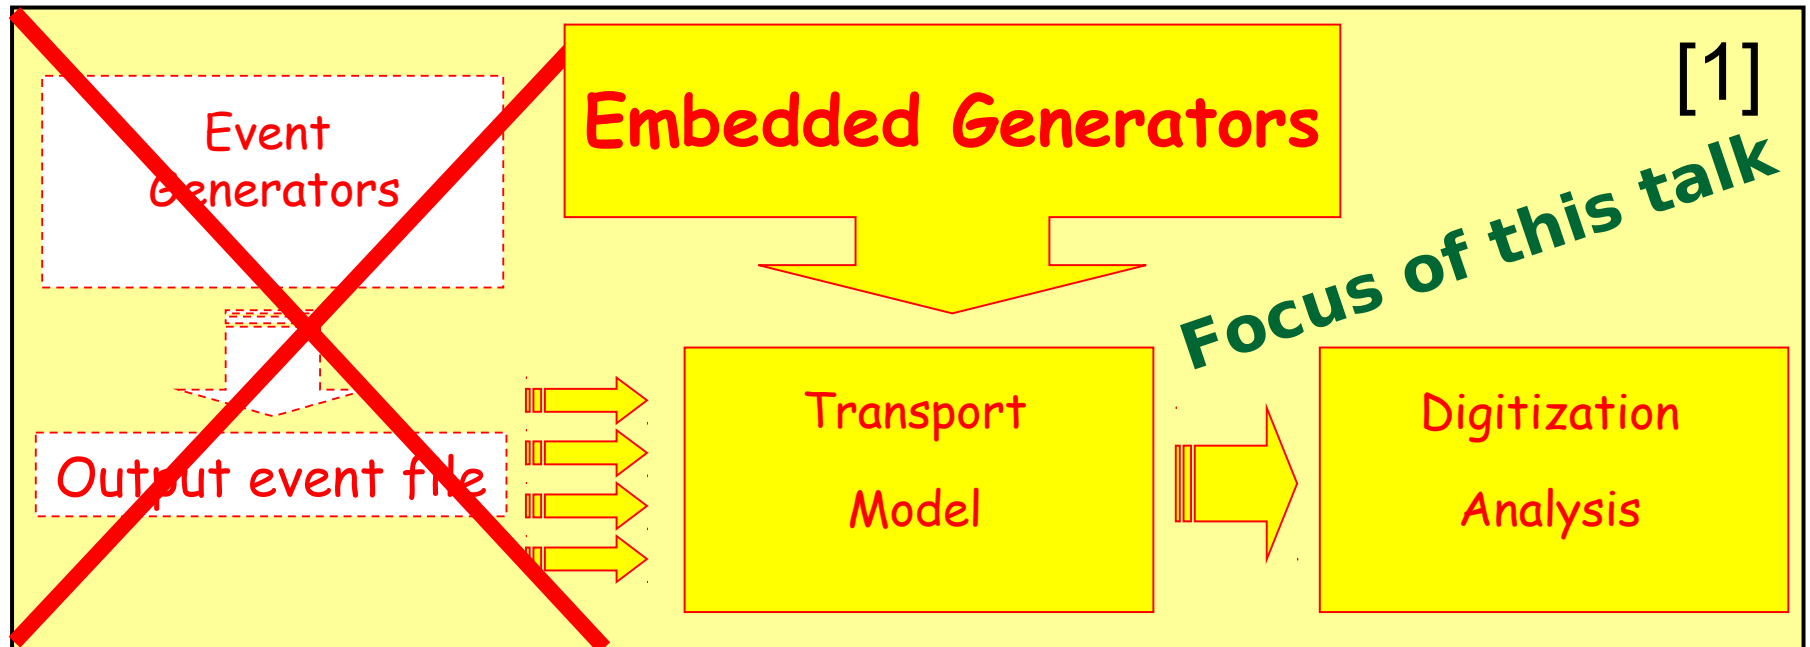 Event
Generators
Output event file
Embedded Generators
[1]
Focus of this talk
Transport
Model
Digitization
Analysis